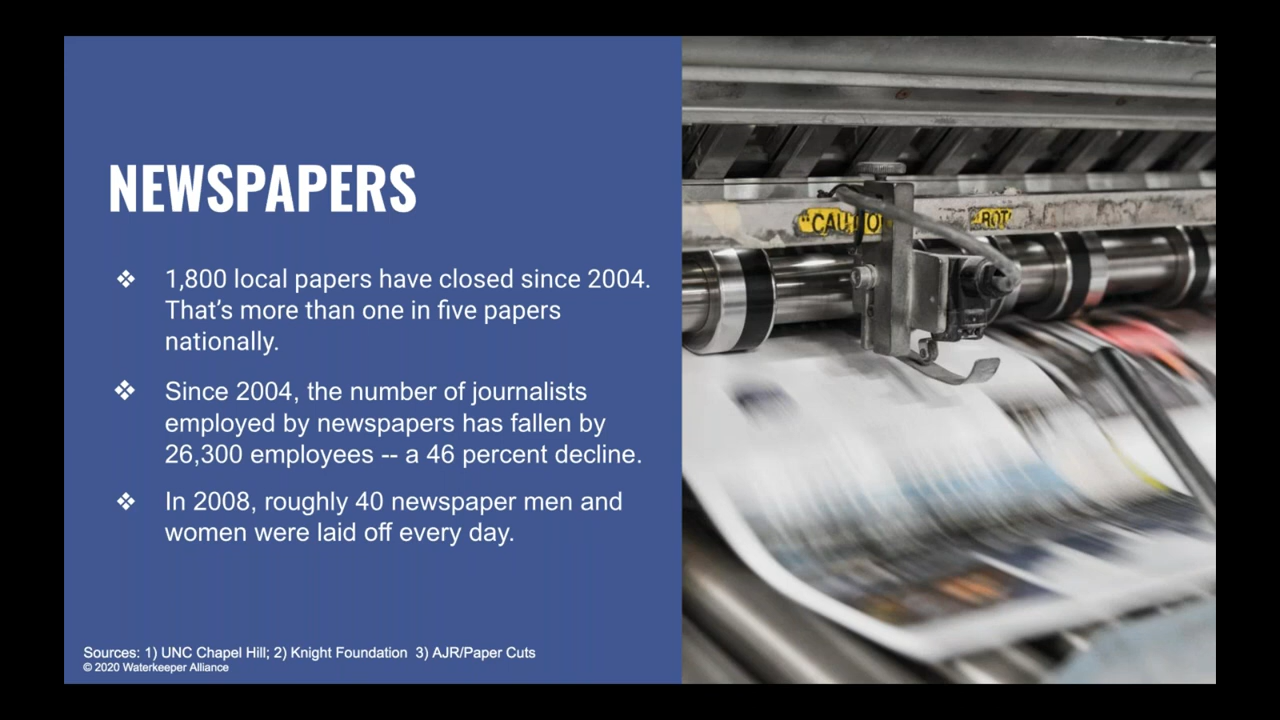 NEWSPAPERS
❖ 1,800 local papers have closed since 2004.
That’s more than one in five papers
nationally.
❖ Since 2004, the number of journalists
employed by newspapers has fallen by
26,300 employees -- a 46 percent decline.
❖ In 2008, roughly 40 newspaper men and
women were laid off every day.
Sources: 1) UNC Chapel Hill; 2) Knight Foundation 3) AJR/Paper Cuts
© 2020 Waterkeeper Alliance